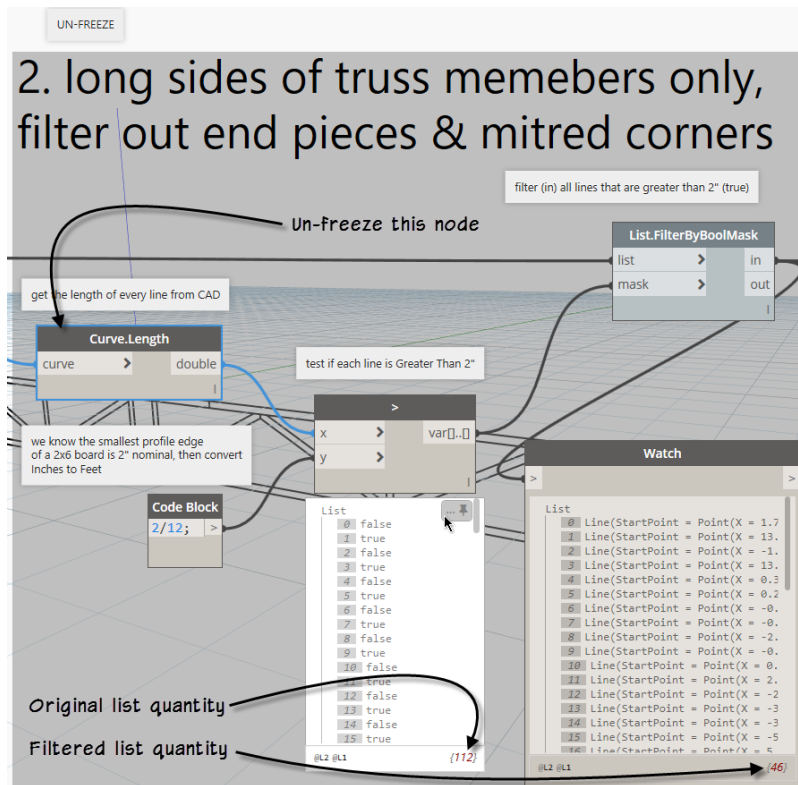 UN-FREEZE
2. long sides of truss memebers only,
filter out end pieces & mitred corners
filter (in) all lines that are greater than 2" (true)
Un-freeze this node
List.FilterByBoolMask
list > in
mask > out
get the length of every line from CAD
Curve.Length
curve > double
test if each line is Greater Than 2"
>
x > var[]..[]
y >
we know the smallest profile edge
of a 2x6 board is 2" nominal, then convert
Inches to Feet
Code Block
2/12; >
Watch
> >
List
0 false
1 true
2 false
3 true
4 false
5 true
6 false
7 true
8 false
9 true
10 false
11 true
12 false
13 true
14 false
15 true
@L2 @L1 {112}
List
0 Line(StartPoint = Point(X = 1.7
1 Line(StartPoint = Point(X = 13.
2 Line(StartPoint = Point(X = -1.
3 Line(StartPoint = Point(X = 13.
4 Line(StartPoint = Point(X = 0.3
5 Line(StartPoint = Point(X = 0.2
6 Line(StartPoint = Point(X = -0.
7 Line(StartPoint = Point(X = -0.
8 Line(StartPoint = Point(X = -2.
9 Line(StartPoint = Point(X = -0.
10 Line(StartPoint = Point(X = 0.
11 Line(StartPoint = Point(X = 2.
12 Line(StartPoint = Point(X = -2
13 Line(StartPoint = Point(X = -3
14 Line(StartPoint = Point(X = -3
15 Line(StartPoint = Point(X = -5
16 Line(StartPoint = Point(X = 5
@L2 @L1 {46}
Original list quantity
Filtered list quantity